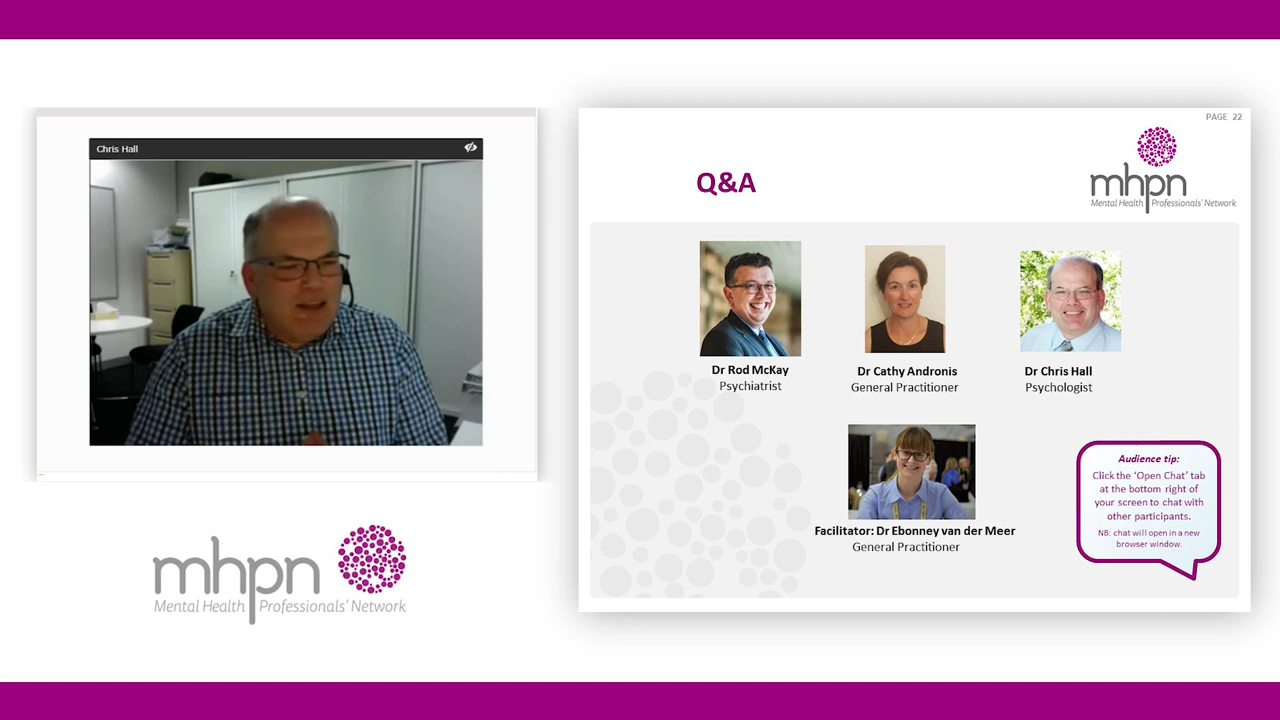 Chris Hall
mhpn
Mental Health Professionals' Network
PAGE 22
Q&A
mhpn
Mental Health Professionals' Network
Dr Rod McKay
Psychiatrist
Dr Cathy Andronis
General Practitioner
Dr Chris Hall
Psychologist
Facilitator: Dr Ebonney van der Meer
General Practitioner
Audience tip:
Click the 'Open Chat' tab
at the bottom right of
your screen to chat with
other participants.
NB: chat will open in a new
browser window.